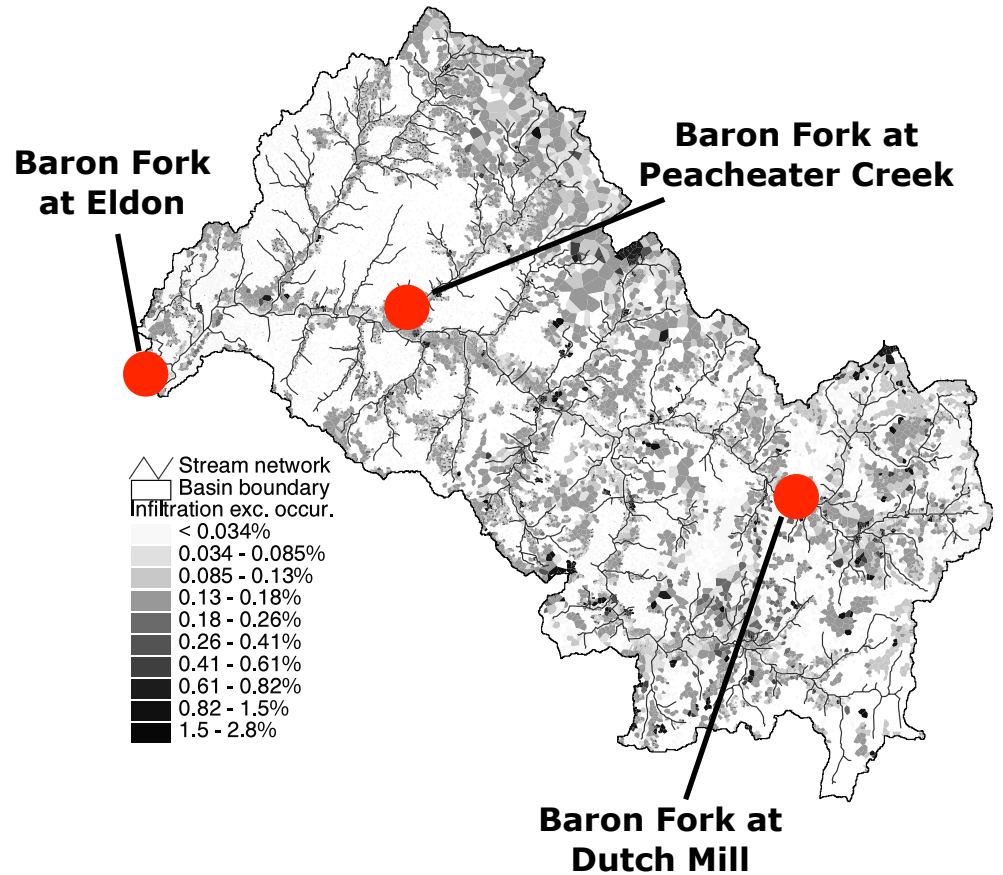 Baron Fork at
Peacheater Creek
Baron Fork
at Eldon
Stream network
Basin boundary
Infiltration exc. occur.
< 0.034%
0.034 - 0.085%
0.085 - 0.13%
0.13 - 0.18%
0.18 - 0.26%
0.26 - 0.41%
0.41 - 0.61%
0.61 - 0.82%
0.82 - 1.5%
1.5 - 2.8%
Baron Fork at
Dutch Mill